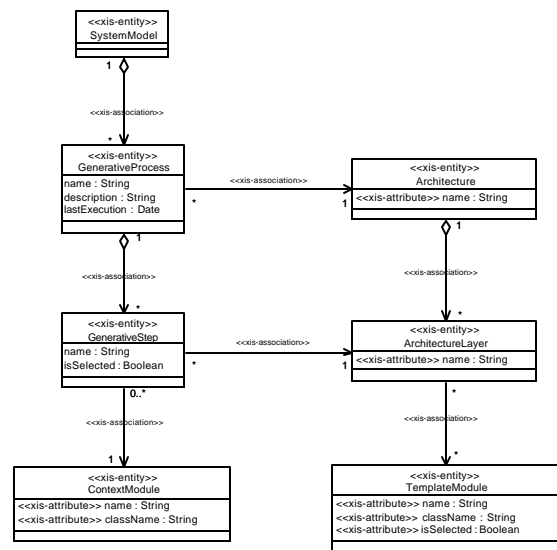 <<xis-entity>>
SystemModel
1
<<xis-association>>
*
<<xis-entity>>
GenerativeProcess
name : String
description : String
lastExecution : Date
<<xis-association>>
*
1
<<xis-entity>>
Architecture
<<xis-attribute>> name : String
1
1
<<xis-association>>
<<xis-association>>
*
*
<<xis-entity>>
GenerativeStep
name : String
isSelected : Boolean
<<xis-association>>
*
1
<<xis-entity>>
ArchitectureLayer
<<xis-attribute>> name : String
0..*
*
<<xis-association>>
<<xis-association>>
1
*
<<xis-entity>>
ContextModule
<<xis-attribute>> name : String
<<xis-attribute>> className : String
<<xis-entity>>
TemplateModule
<<xis-attribute>> name : String
<<xis-attribute>> className : String
<<xis-attribute>> isSelected : Boolean